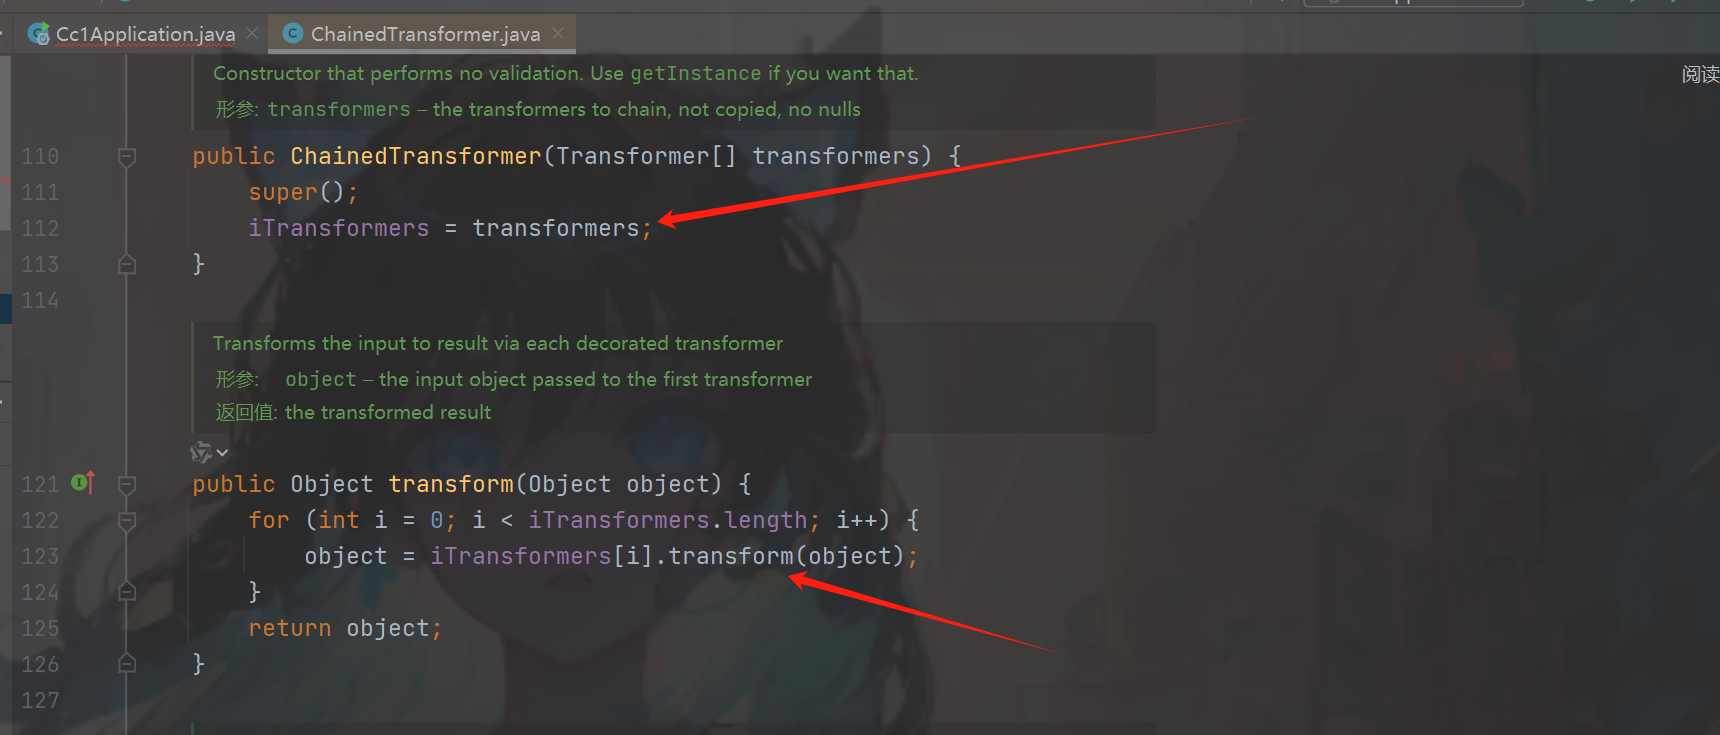 Cc1Application.java ChainedTransformer.java
Constructor that performs no validation. Use getInstance if you want that.
阅读
形参: transformers – the transformers to chain, not copied, no nulls
110 public ChainedTransformer(Transformer[] transformers) {
111 super();
112 iTransformers = transformers;
113 }
114
Transforms the input to result via each decorated transformer
形参: object – the input object passed to the first transformer
返回值: the transformed result
121 public Object transform(Object object) {
122 for (int i = 0; i < iTransformers.length; i++) {
123 object = iTransformers[i].transform(object);
124 }
125 return object;
126 }
127